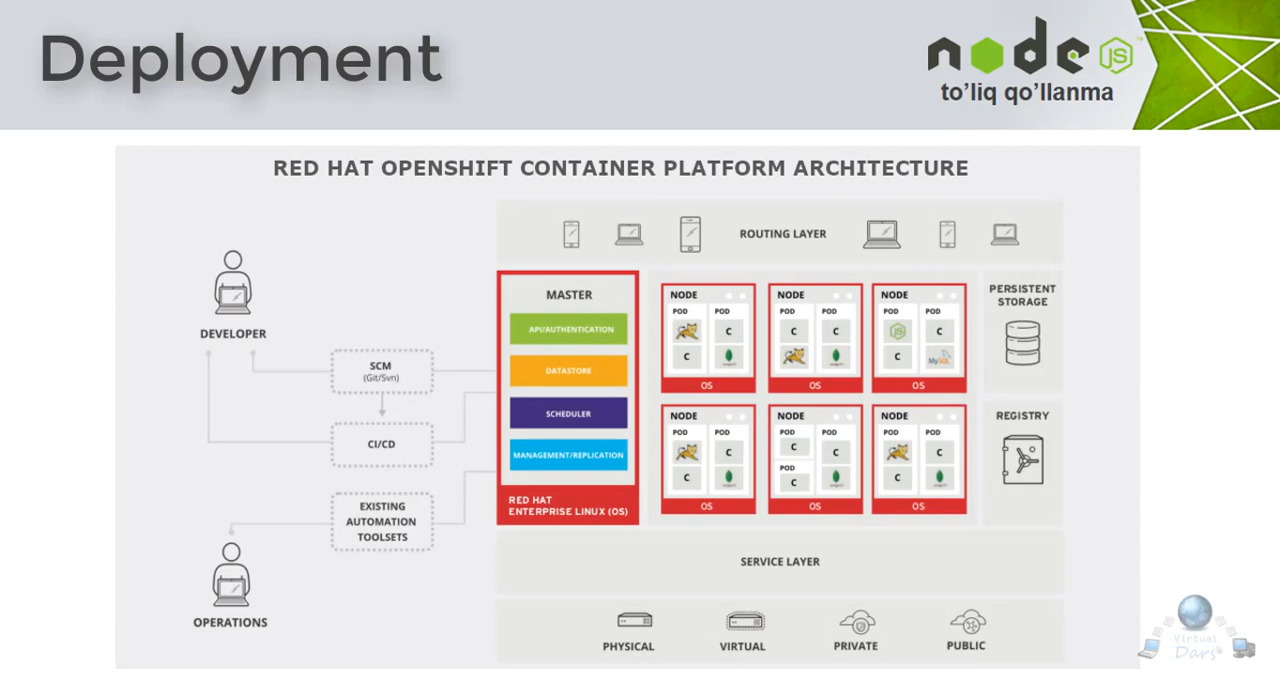 Deployment
node JS
to'liq qo'llanma
RED HAT OPENSHIFT CONTAINER PLATFORM ARCHITECTURE
ROUTING LAYER
DEVELOPER
SCM
(Git/Svn)
CI/CD
EXISTING
AUTOMATION
TOOLSETS
OPERATIONS
MASTER
API/AUTHENTICATION
DATASTORE
SCHEDULER
MANAGEMENT/REPLICATION
RED HAT
ENTERPRISE LINUX (OS)
NODE
POD POD
C
C
OS
NODE
POD POD
C C
OS
NODE
POD POD
JS C
C MySQL
OS
NODE
POD POD
C
C
OS
NODE
POD POD
C C
POD
C
OS
NODE
POD POD
C
C
OS
PERSISTENT
STORAGE
REGISTRY
SERVICE LAYER
PHYSICAL
VIRTUAL
PRIVATE
PUBLIC
Virtual
Dars